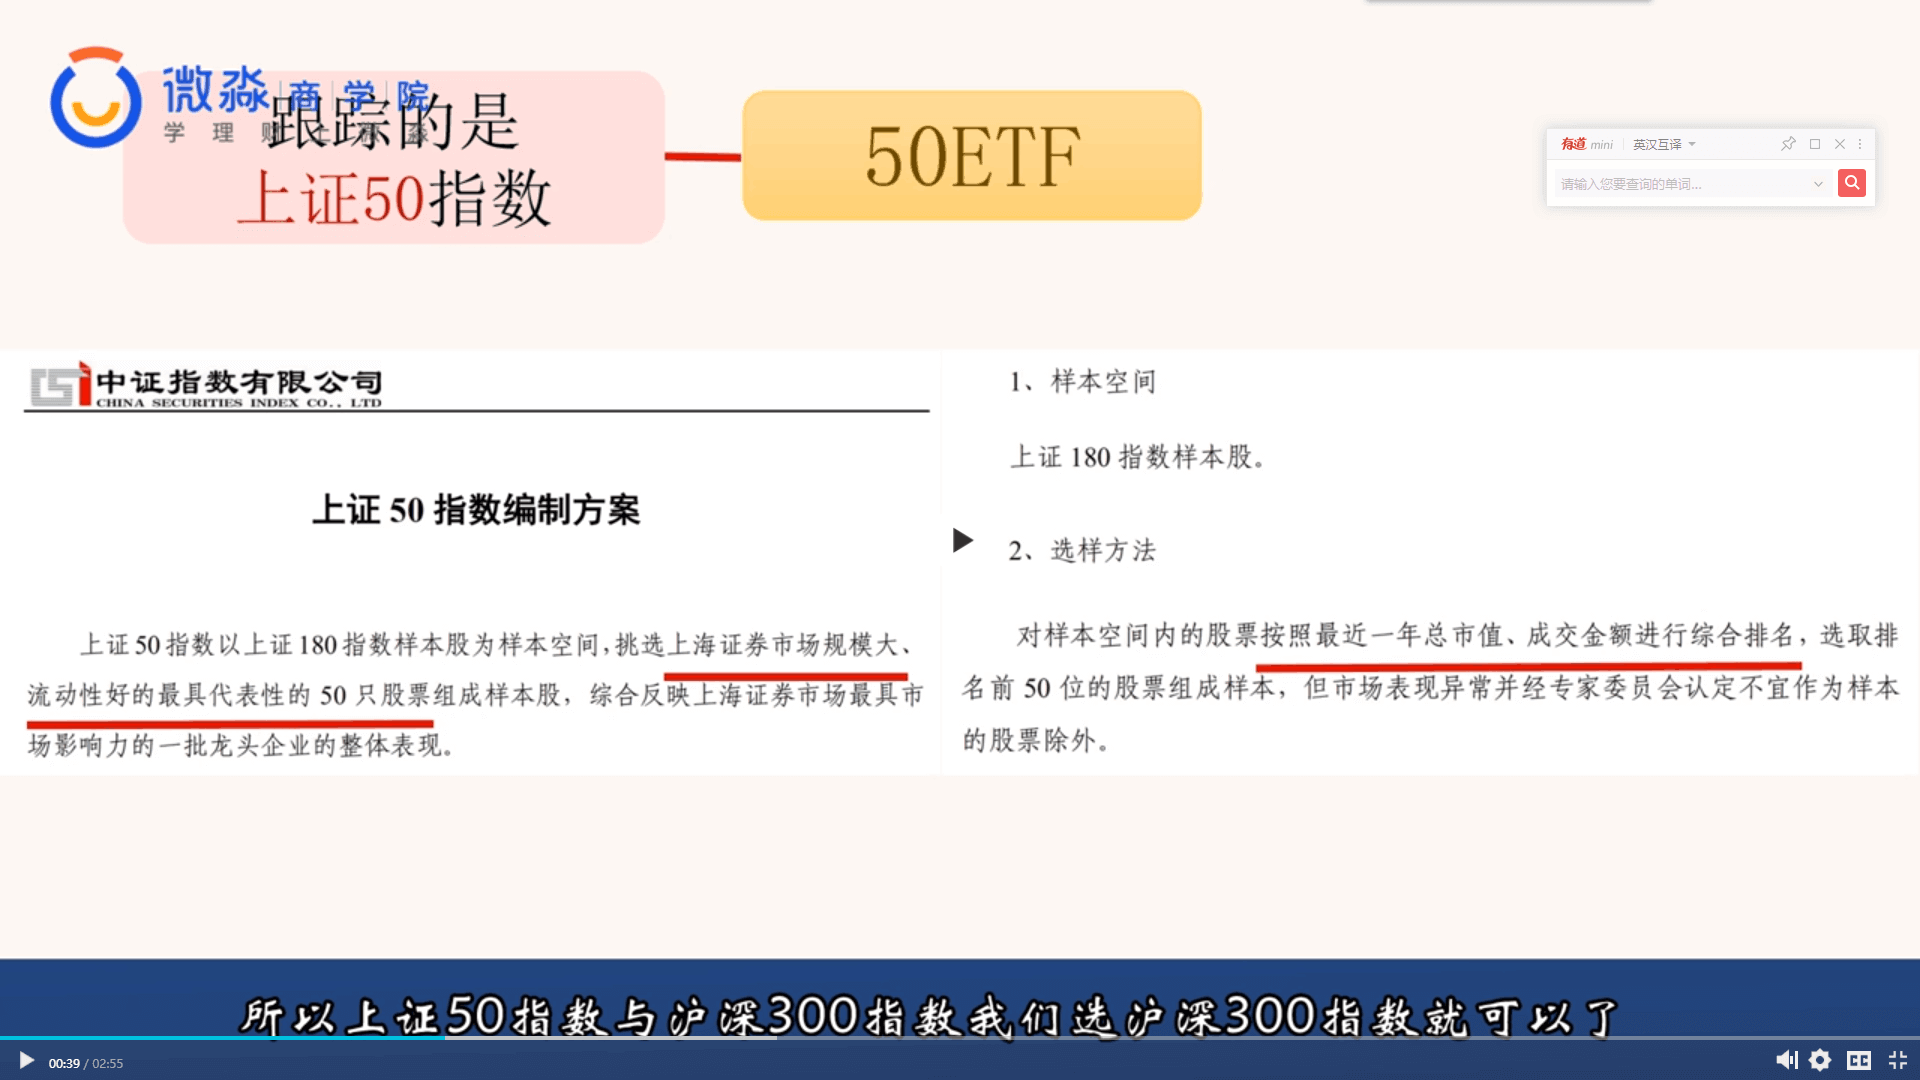 微淼商学院
学理财上微淼
跟踪的是
上证50指数
50ETF
有道 mini 英汉互译
请输入您要查询的单词...
中证指数有限公司
CHINA SECURITIES INDEX CO., LTD
上证 50 指数编制方案
上证 50 指数以上证 180 指数样本股为样本空间,挑选上海证券市场规模大、
流动性好的最具代表性的 50 只股票组成样本股，综合反映上海证券市场最具市
场影响力的一批龙头企业的整体表现。
1、样本空间
上证 180 指数样本股。
2、选样方法
对样本空间内的股票按照最近一年总市值、成交金额进行综合排名，选取排
名前 50 位的股票组成样本，但市场表现异常并经专家委员会认定不宜作为样本
的股票除外。
所以上证50指数与沪深300指数我们选沪深300指数就可以了
00:39 / 02:55
CC